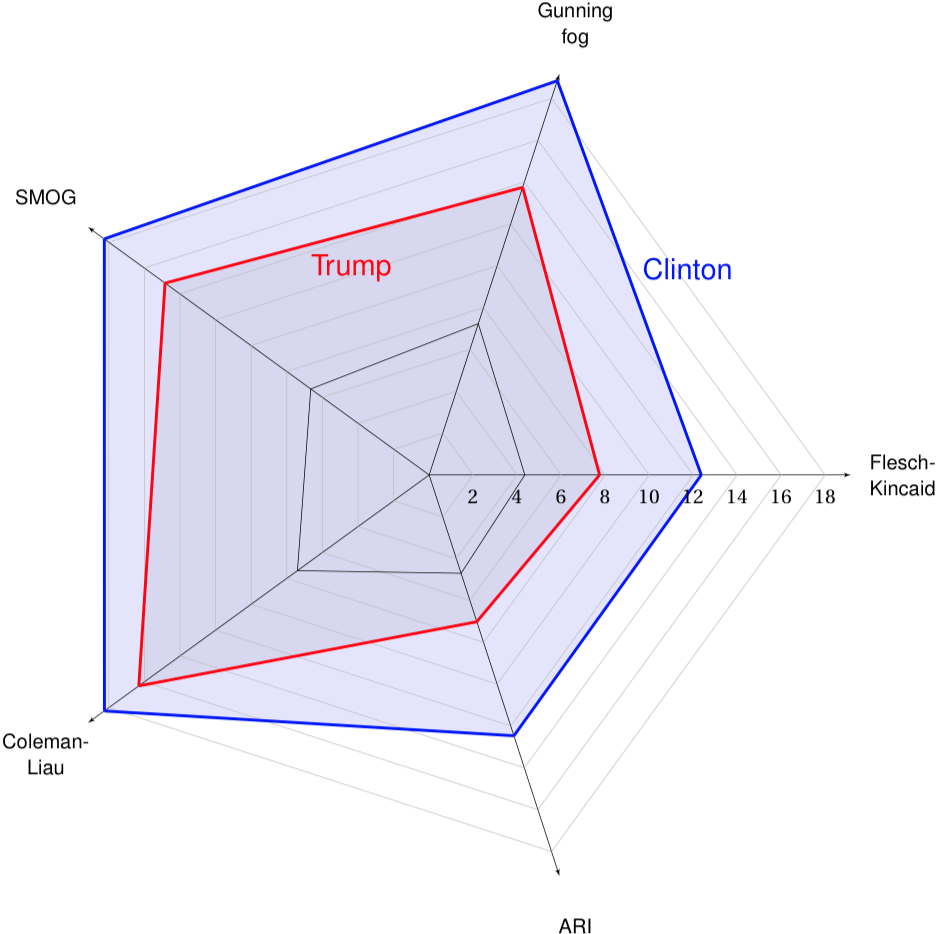 Gunning
fog
SMOG
Trump
Clinton
Flesch-
Kincaid
2 4 6 8 10 12 14 16 18
Coleman-
Liau
ARI